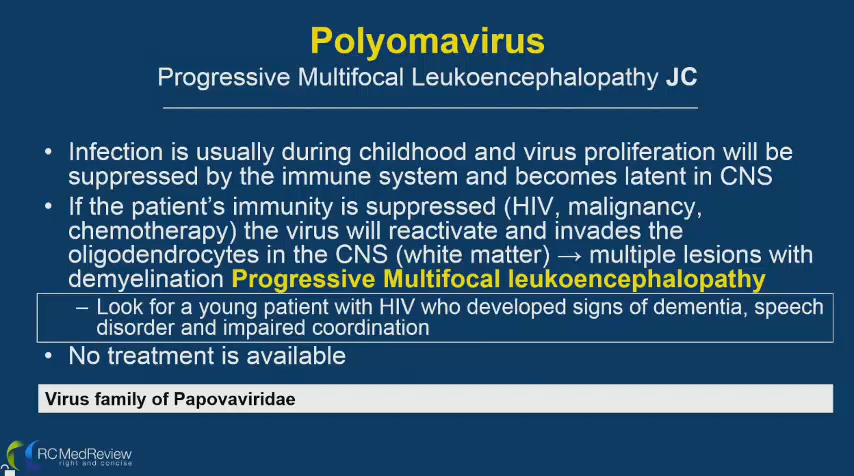 Polyomavirus
Progressive Multifocal Leukoencephalopathy JC
• Infection is usually during childhood and virus proliferation will be
suppressed by the immune system and becomes latent in CNS
• If the patient's immunity is suppressed (HIV, malignancy,
chemotherapy) the virus will reactivate and invades the
oligodendrocytes in the CNS (white matter) → multiple lesions with
demyelination Progressive Multifocal leukoencephalopathy
– Look for a young patient with HIV who developed signs of dementia, speech
disorder and impaired coordination
• No treatment is available
Virus family of Papovaviridae
RCMedReview
right and concise